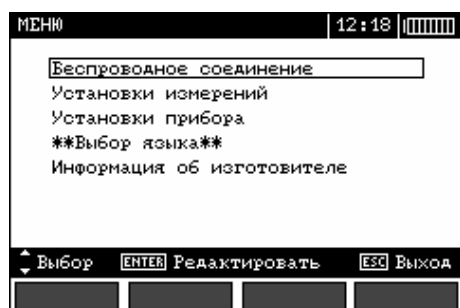 МЕНЮ 12:18
Беспроводное соединение
Установки измерений
Установки прибора
**Выбор языка**
Информация об изготовителе
Выбор ENTER Редактировать ESC Выход